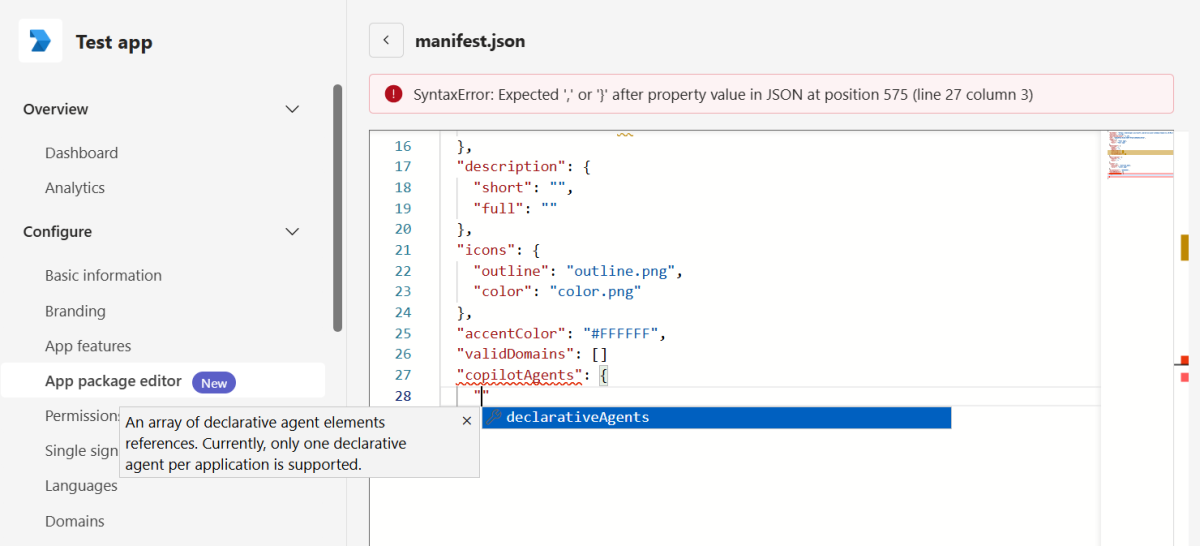 Test app
Overview
Dashboard
Analytics
Configure
Basic information
Branding
App features
App package editor New
Permission
Single sign
Languages
Domains
manifest.json
SyntaxError: Expected ',' or '}' after property value in JSON at position 575 (line 27 column 3)
16 },
17 "description": {
18 "short": "",
19 "full": ""
20 },
21 "icons": {
22 "outline": "outline.png",
23 "color": "color.png"
24 },
25 "accentColor": "#FFFFFF",
26 "validDomains": []
27 "copilotAgents": {
28 ""
declarativeAgents
An array of declarative agent elements
references. Currently, only one declarative
agent per application is supported.